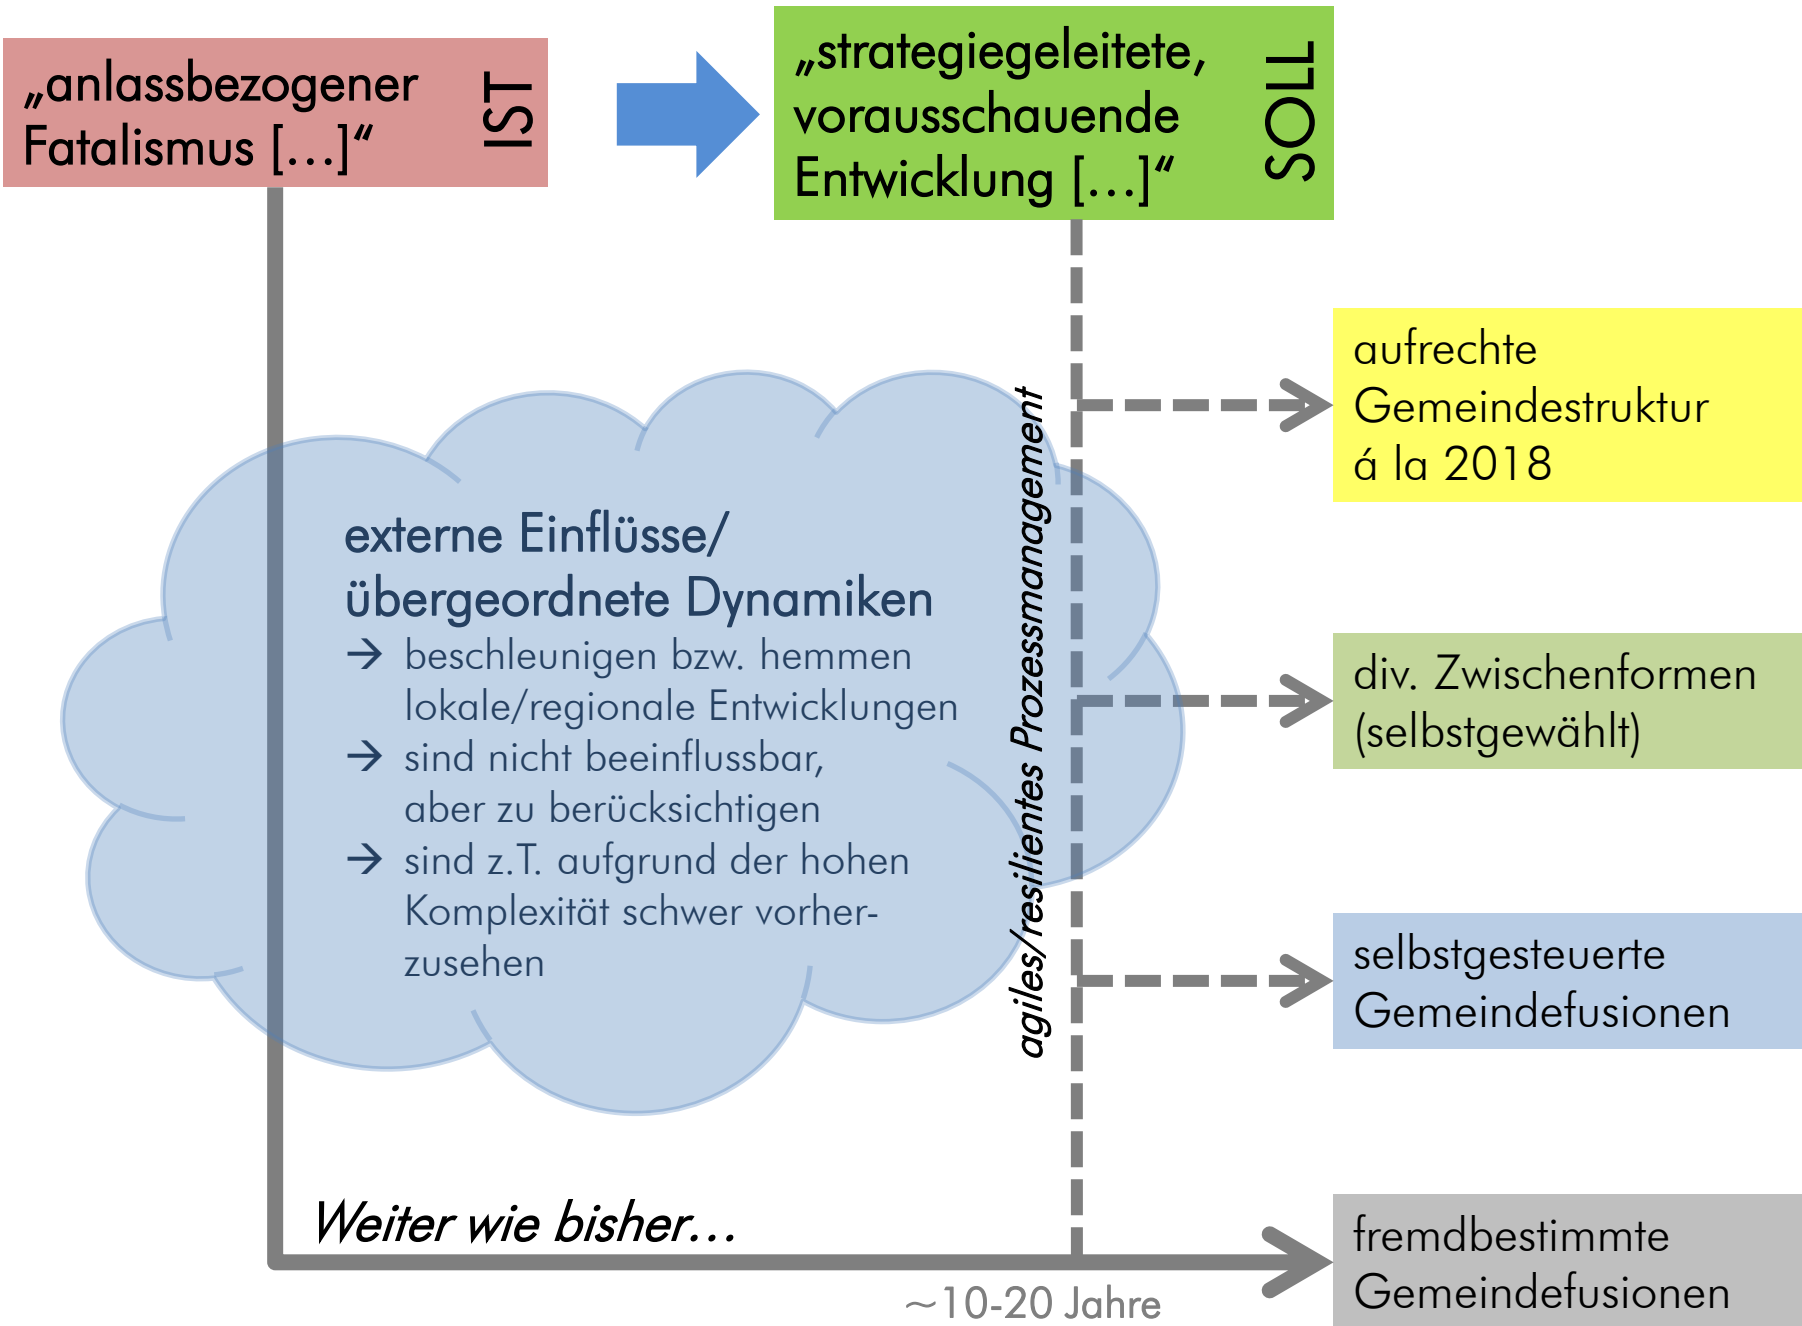 „anlassbezogener
Fatalismus […]“
IST
„strategiegeleitete,
vorausschauende
Entwicklung […]“
SOLL
aufrechte
Gemeindestruktur
á la 2018
externe Einflüsse/
übergeordnete Dynamiken
→ beschleunigen bzw. hemmen
lokale/regionale Entwicklungen
→ sind nicht beeinflussbar,
aber zu berücksichtigen
→ sind z.T. aufgrund der hohen
Komplexität schwer vorher-
zusehen
agiles/resilientes Prozessmanagement
div. Zwischenformen
(selbstgewählt)
selbstgesteuerte
Gemeindefusionen
Weiter wie bisher…
~10-20 Jahre
fremdbestimmte
Gemeindefusionen